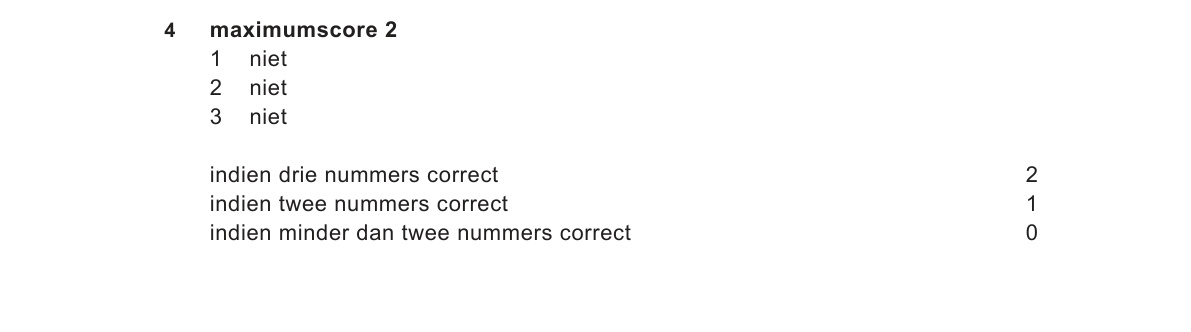 4 maximumscore 2
1 niet
2 niet
3 niet
indien drie nummers correct 2
indien twee nummers correct 1
indien minder dan twee nummers correct 0